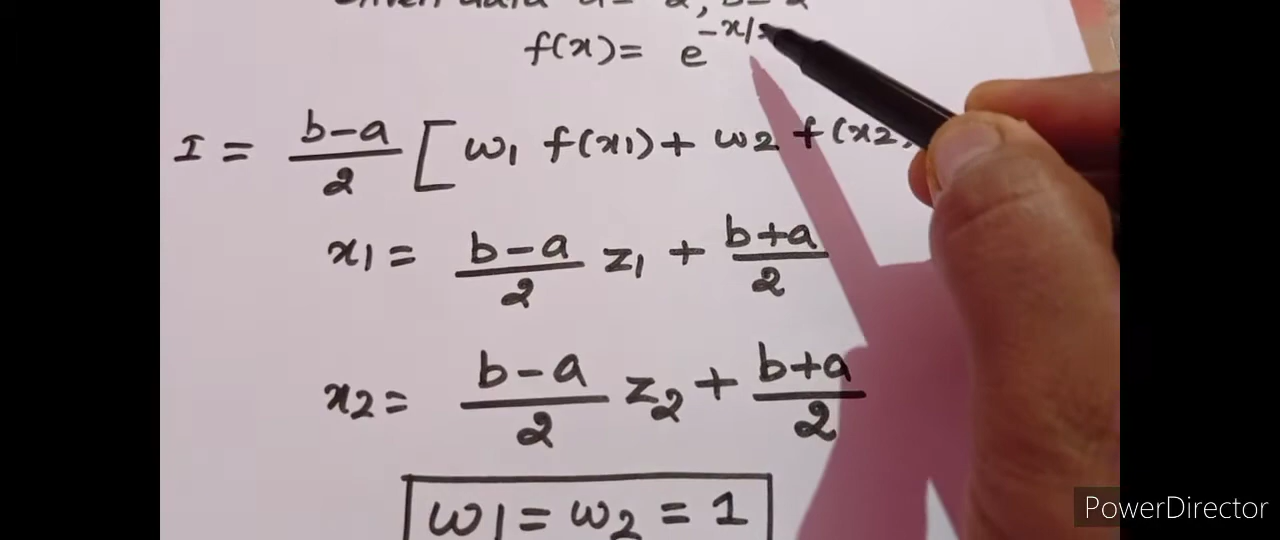 f(x) = e^-x/
I = b-a/2 [ w1 f(x1) + w2 f(x2)
x1 = b-a/2 z1 + b+a/2
x2 = b-a/2 z2 + b+a/2
w1 = w2 = 1
PowerDirector